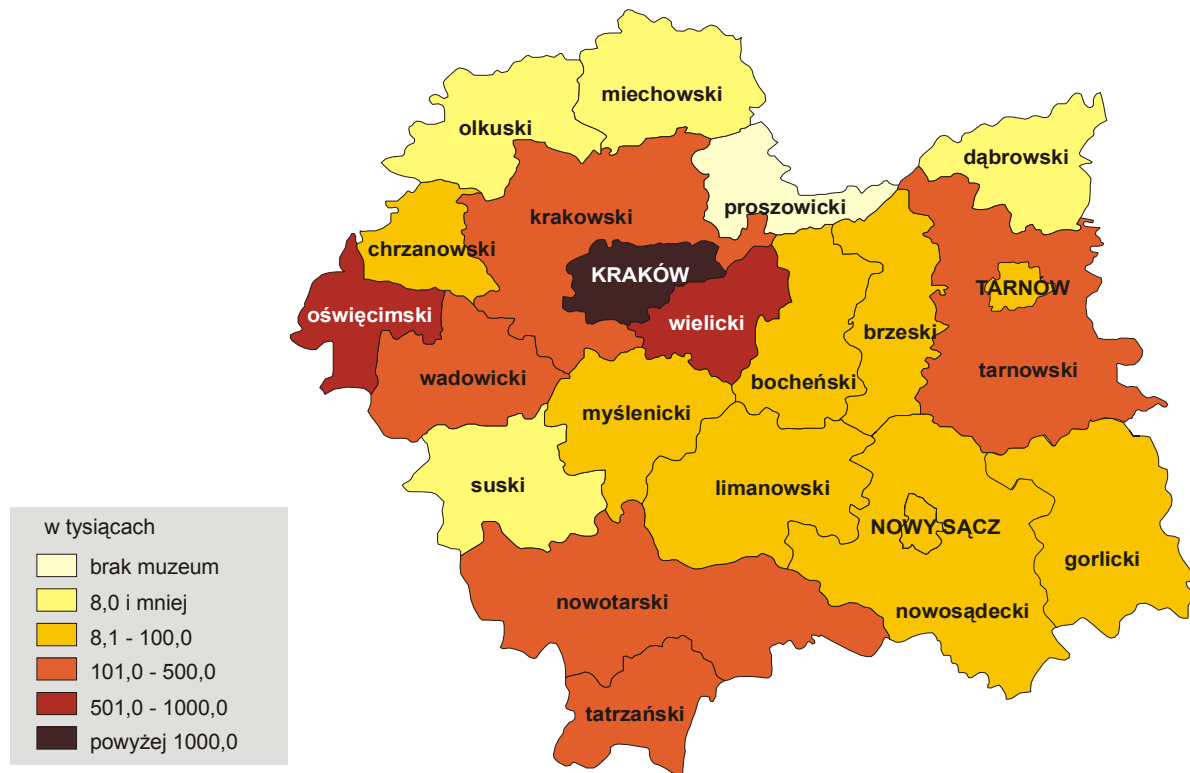 miechowski
olkuski
dąbrowski
proszowicki
krakowski
chrzanowski
KRAKÓW
TARNÓW
oświęcimski
wielicki
brzeski
wadowicki
bocheński
tarnowski
myślenicki
suski
limanowski
NOWY SĄCZ
gorlicki
nowotarski
nowosądecki
tatrzański
w tysiącach
brak muzeum
8,0 i mniej
8,1 - 100,0
101,0 - 500,0
501,0 - 1000,0
powyżej 1000,0